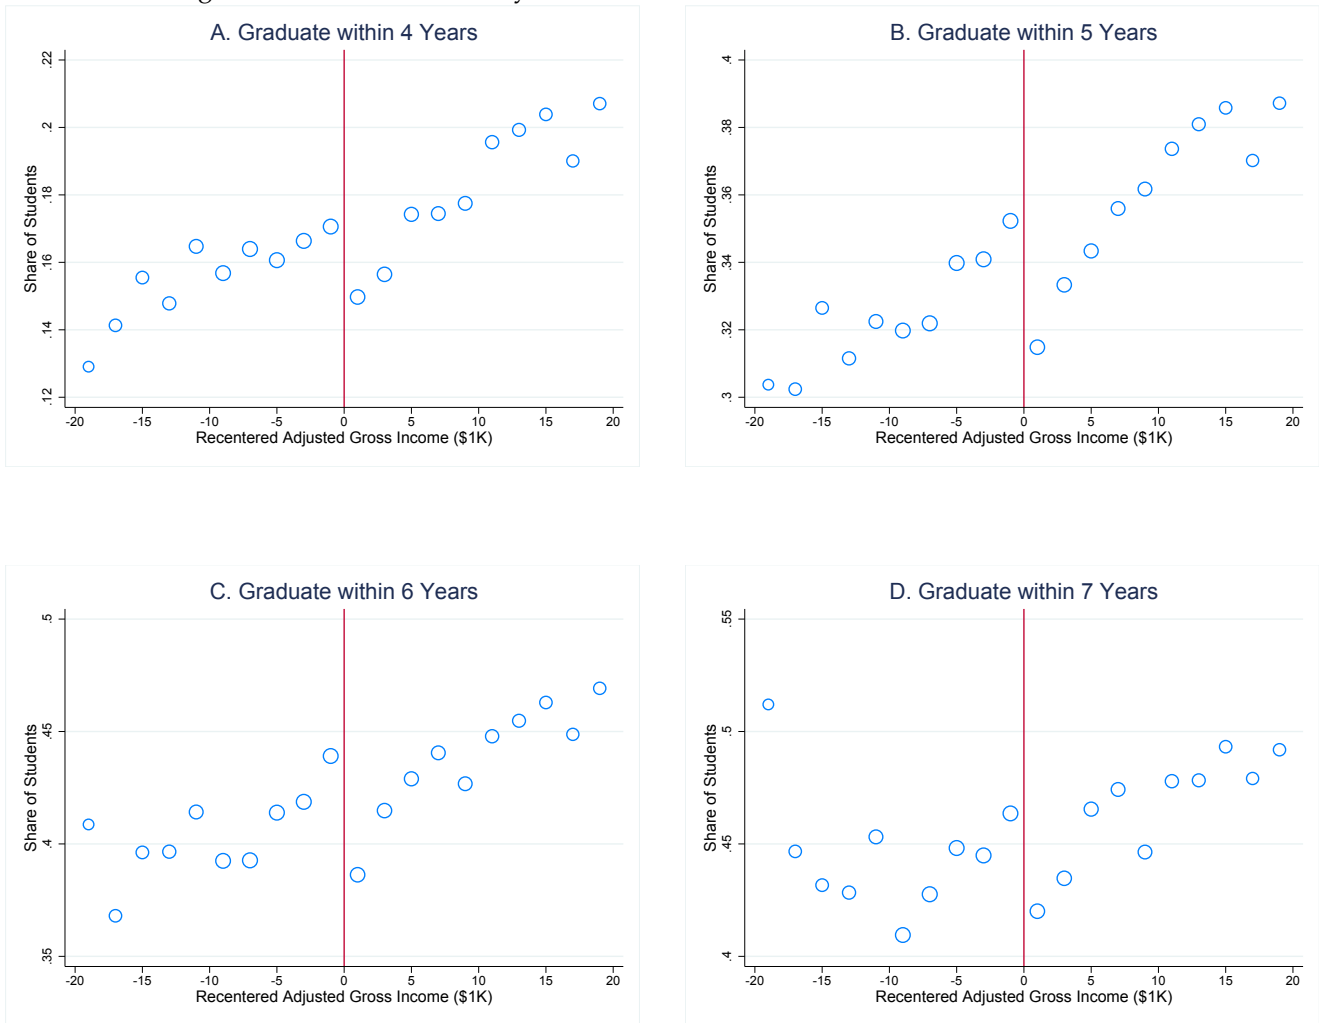 A. Graduate within 4 Years
Share of Students
.22
.2
.18
.16
.14
.12
-20 -15 -10 -5 0 5 10 15 20
Recentered Adjusted Gross Income ($1K)
B. Graduate within 5 Years
Share of Students
.4
.38
.36
.34
.32
.3
-20 -15 -10 -5 0 5 10 15 20
Recentered Adjusted Gross Income ($1K)
C. Graduate within 6 Years
Share of Students
.5
.45
.4
.35
-20 -15 -10 -5 0 5 10 15 20
Recentered Adjusted Gross Income ($1K)
D. Graduate within 7 Years
Share of Students
.55
.5
.45
.4
-20 -15 -10 -5 0 5 10 15 20
Recentered Adjusted Gross Income ($1K)